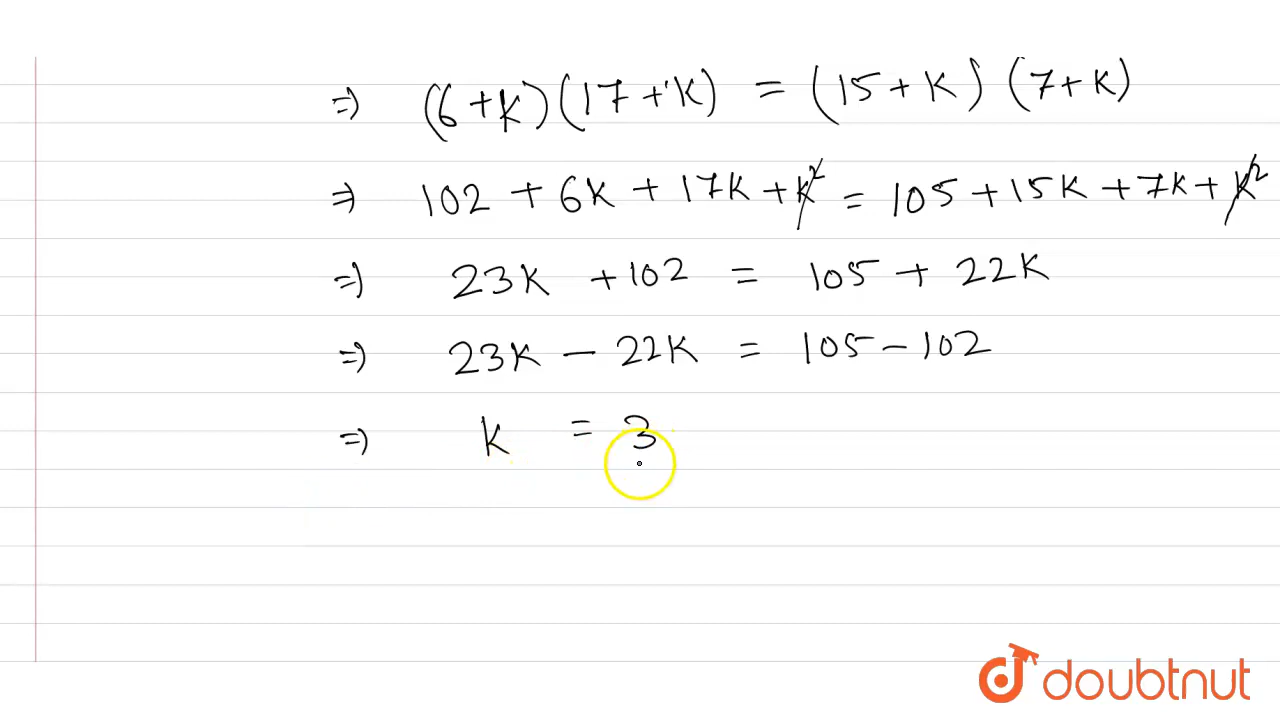 ⇒ (6+k)(17+k) = (15+k)(7+k)
⇒ 102 + 6k + 17k + k² = 105 + 15k + 7k + k²
⇒ 23k + 102 = 105 + 22k
⇒ 23k - 22k = 105 - 102
⇒ k = 3
doubtnut